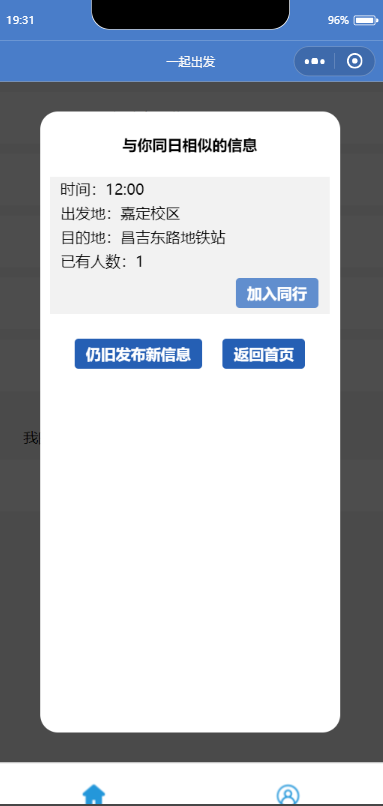 19:31
96%
一起出发
与你同日相似的信息
时间：12:00
出发地：嘉定校区
目的地：昌吉东路地铁站
已有人数：1
加入同行
仍旧发布新信息 返回首页